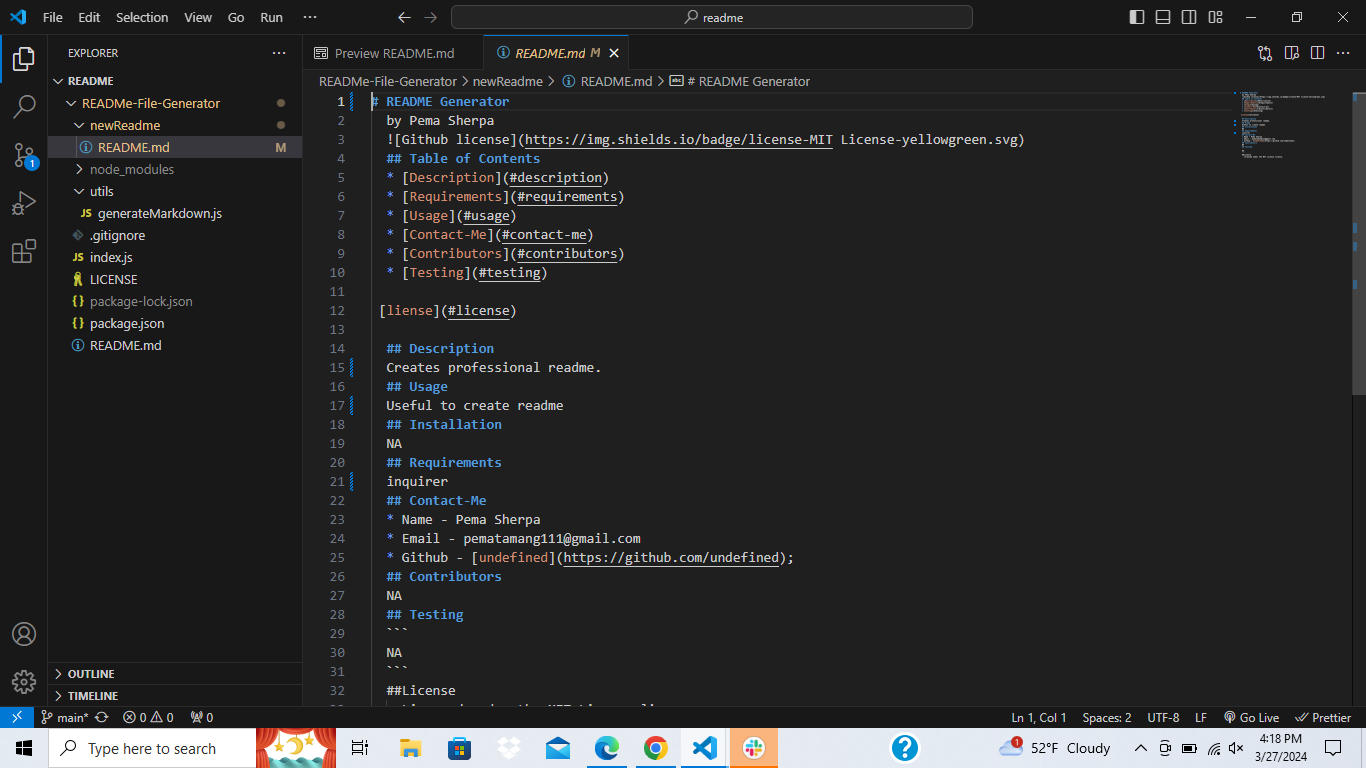 File Edit Selection View Go Run ··· readme
EXPLORER ···
README
READMe-File-Generator
newReadme
README.md M
node_modules
utils
JS generateMarkdown.js
.gitignore
JS index.js
LICENSE
{} package-lock.json
{} package.json
README.md
OUTLINE
TIMELINE
1
Preview README.md README.md M
READMe-File-Generator > newReadme > README.md > abc # README Generator
1 # README Generator
2 by Pema Sherpa
3 ![Github license](https://img.shields.io/badge/license-MIT License-yellowgreen.svg)
4 ## Table of Contents
5 * [Description](#description)
6 * [Requirements](#requirements)
7 * [Usage](#usage)
8 * [Contact-Me](#contact-me)
9 * [Contributors](#contributors)
10 * [Testing](#testing)
11
12 [liense](#license)
13
14 ## Description
15 Creates professional readme.
16 ## Usage
17 Useful to create readme
18 ## Installation
19 NA
20 ## Requirements
21 inquirer
22 ## Contact-Me
23 * Name - Pema Sherpa
24 * Email - pematamang111@gmail.com
25 * Github - [undefined](https://github.com/undefined);
26 ## Contributors
27 NA
28 ## Testing
29 ```
30 NA
31 ```
32 ##License
main* 0 0 0 Ln 1, Col 1 Spaces: 2 UTF-8 LF Go Live Prettier
Type here to search 1 52°F Cloudy 4:18 PM
3/27/2024